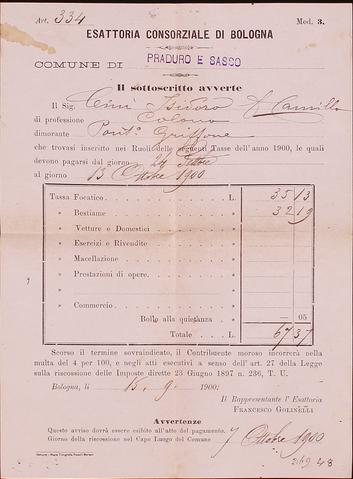 Art. 334 Mod. 3.
ESATTORIA CONSORZIALE DI BOLOGNA
COMUNE DI PRADURO E SASSO
Il sottoscritto avverte
Il Sig. Isidoro Camillo
di professione Colono
dimorante Griffone
che trovasi inscritto nei Ruoli delle seguenti Tasse dell'anno 1900, le quali
devono pagarsi dal giorno 24
al giorno 13 Ottobre 1900
Tassa Focatico L. 35 13
» Bestiame » 32 19
» Vetture e Domestici »
» Esercizi e Rivendite »
» Macellazione »
» Prestazioni di opere »
»
» Commercio »
Bollo alla quietanza » — 05
Totale L. 67 37
Scorso il termine sovraindicato, il Contribuente moroso incorrerà nella
multa del 4 per 100, e negli atti esecutivi a senso dell'art. 27 della Legge
sulla riscossione delle Imposte dirette 23 Giugno 1897 n. 236, T. U.
Bologna, li 15. 9. 1900.
Il Rappresentante l'Esattoria
FRANCESCO GOLINELLI
Avvertenze
Questo avviso dovrà essere esibito all'atto del pagamento.
Giorno della riscossione nel Capo Luogo del Comune 7 Ottobre 1900